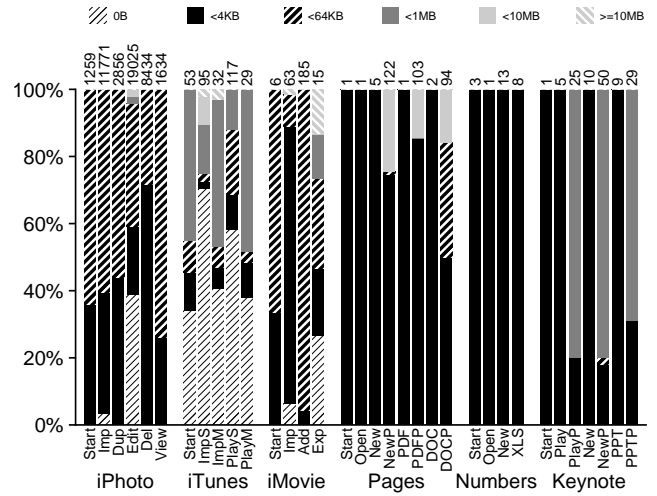 0B <4KB <64KB <1MB <10MB >=10MB
1259 11771 2856 19025 8434 1634 53 95 32 117 29 6 63 185 15 1 1 5 122 1 103 2 94 3 1 13 8 1 5 25 10 50 9 29
100%
80%
60%
40%
20%
0%
Start Imp Dup Edit Del View Start ImpS ImpM PlayS PlayM Start Imp Add Exp Start Open New NewP PDF PDFP DOC DOCP Start Open New XLS Start Play PlayP New NewP PPT PPTP
iPhoto iTunes iMovie Pages Numbers Keynote